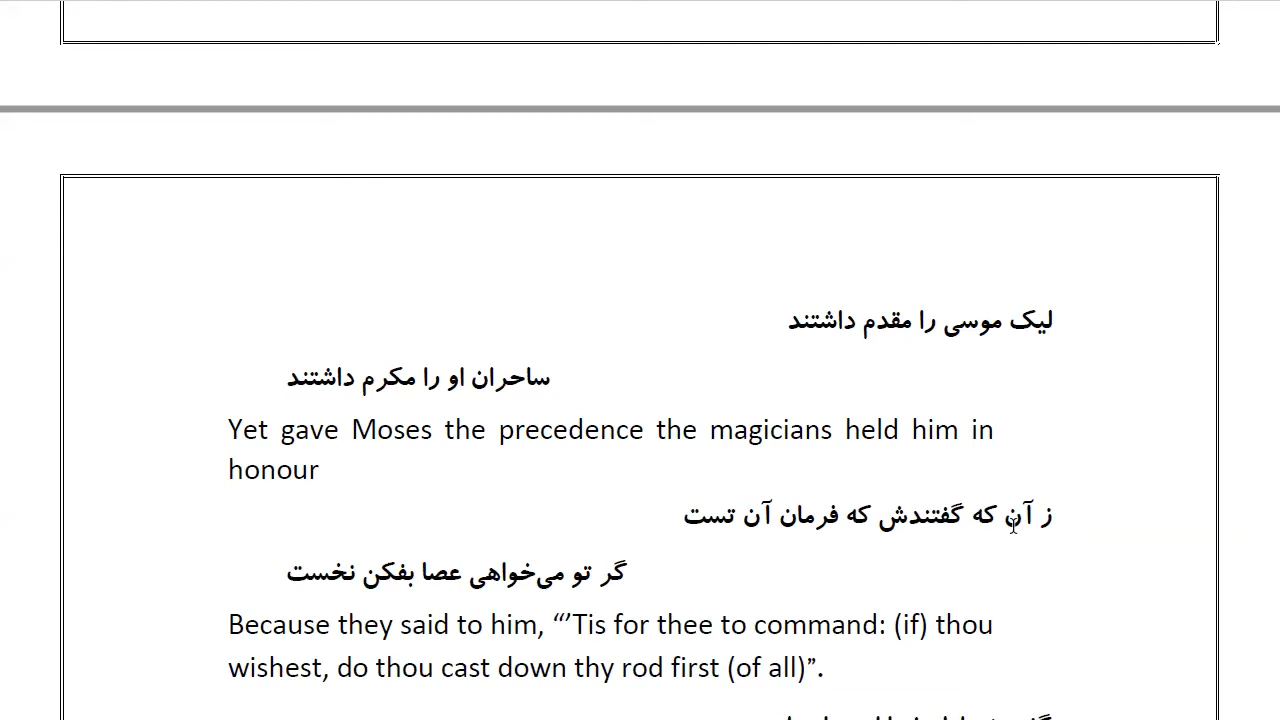 لیک موسی را مقدم داشتند
ساحران او را مکرم داشتند
Yet gave Moses the precedence the magicians held him in
honour
ز آن که گفتندش که فرمان آن تست
گر تو می‌خواهی عصا بفکن نخست
Because they said to him, “’Tis for thee to command: (if) thou
wishest, do thou cast down thy rod first (of all)”.